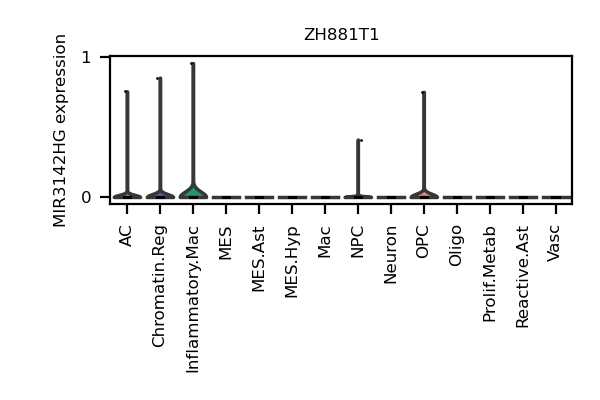 ZH881T1
MIR3142HG expression
1
0
AC
Chromatin.Reg
Inflammatory.Mac
MES
MES.Ast
MES.Hyp
Mac
NPC
Neuron
OPC
Oligo
Prolif.Metab
Reactive.Ast
Vasc